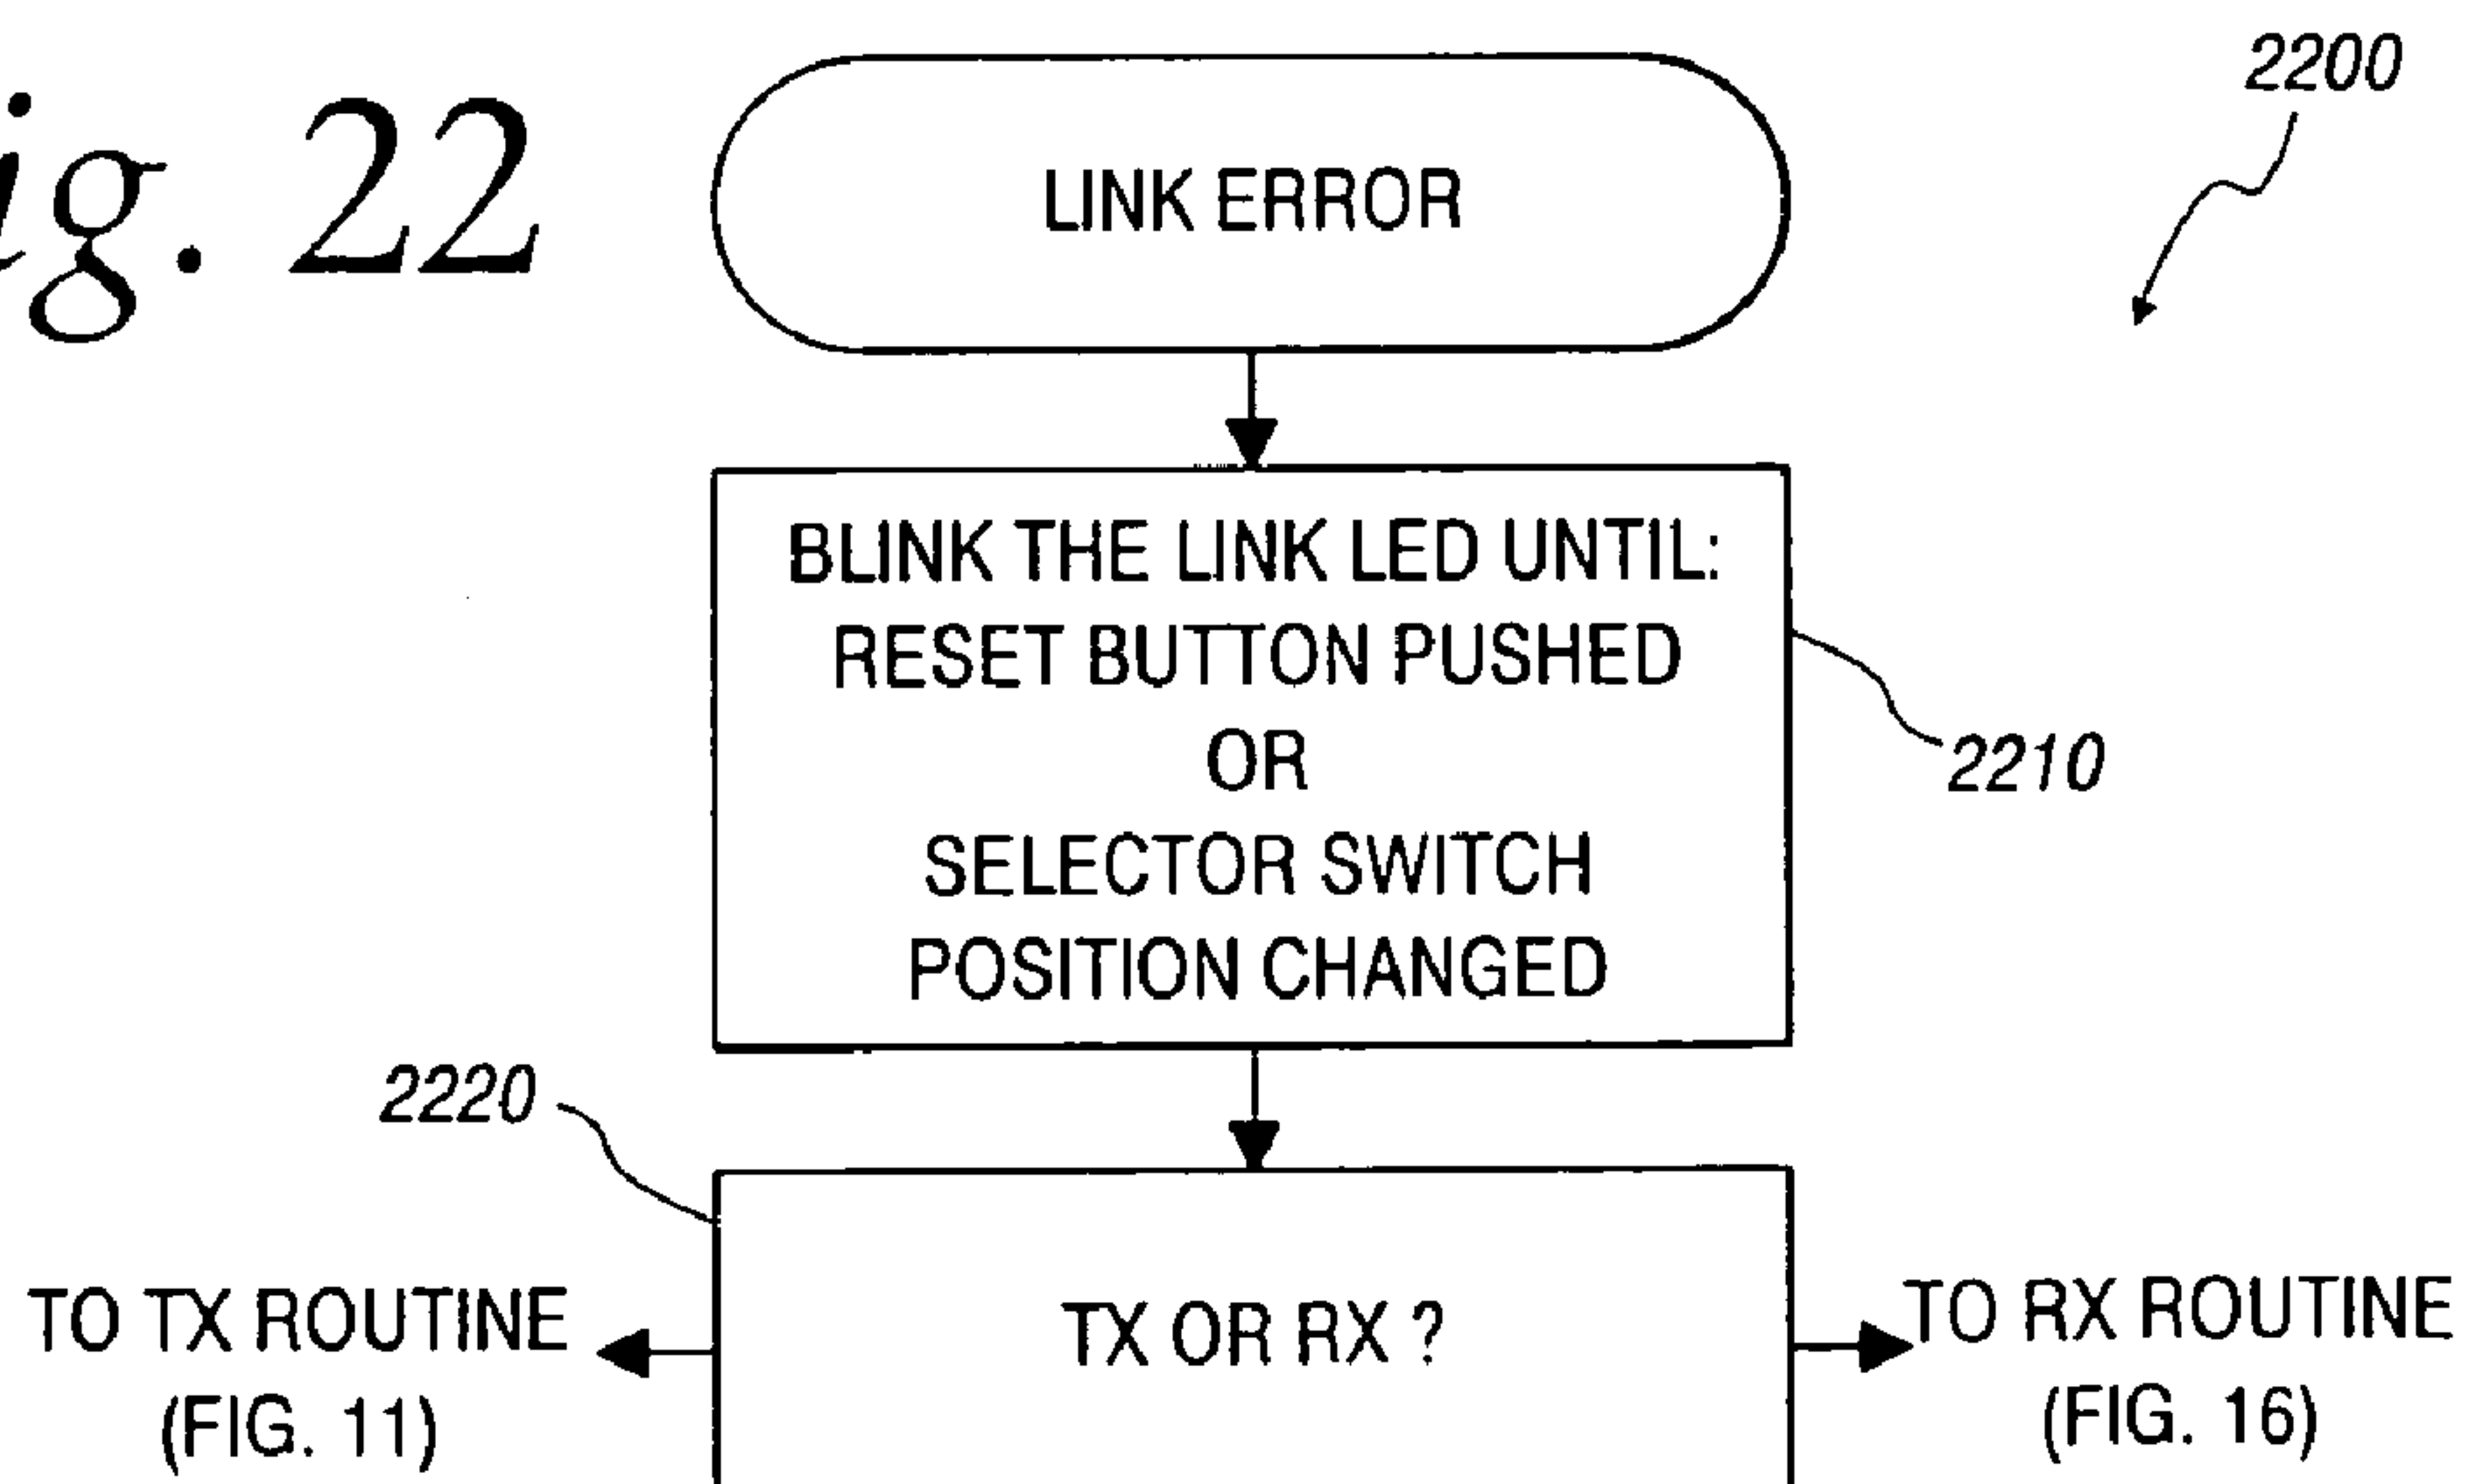 ig. 22
2200
LINK ERROR
BLINK THE LINK LED UNTIL:
RESET BUTTON PUSHED
OR
SELECTOR SWITCH
POSITION CHANGED
2210
2220
TO TX ROUTINE
(FIG. 11)
TX OR RX ?
TO RX ROUTINE
(FIG. 16)